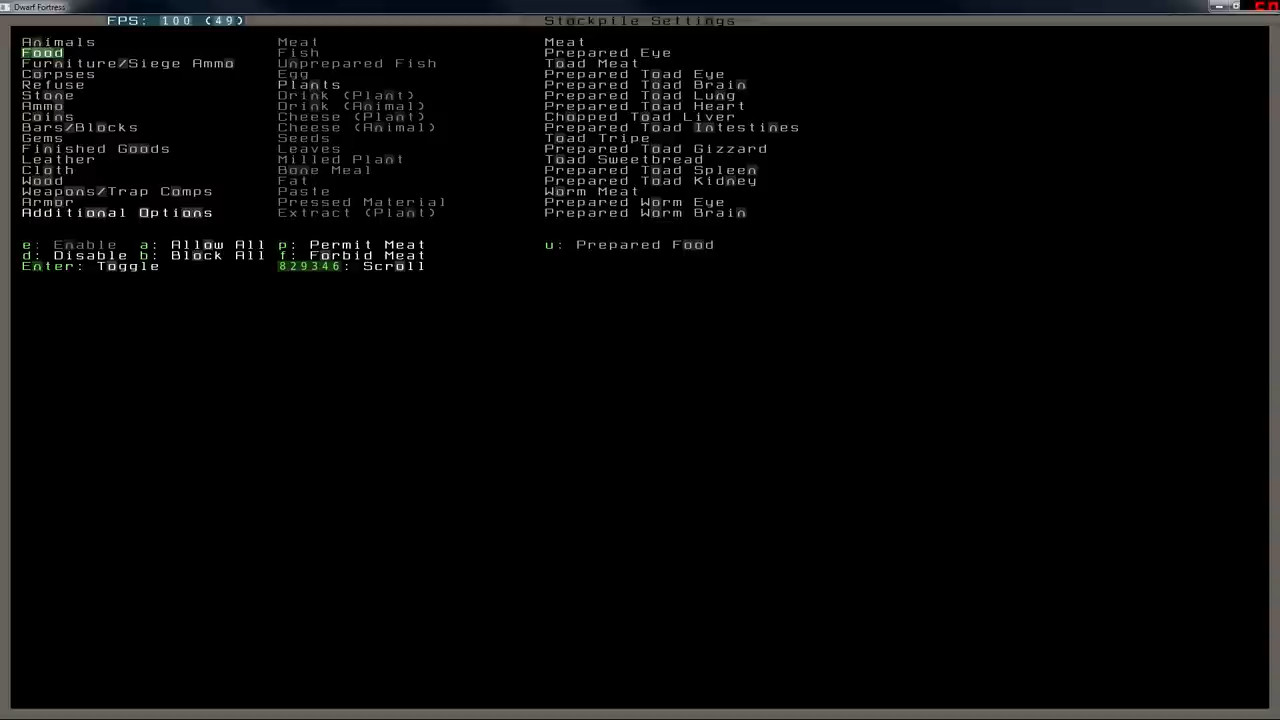 Dwarf Fortress
FPS: 100 (49) Stockpile Settings
Animals Meat Meat
Food Fish Prepared Eye
Furniture/Siege Ammo Unprepared Fish Toad Meat
Corpses Egg Prepared Toad Eye
Refuse Plants Prepared Toad Brain
Stone Drink (Plant) Prepared Toad Lung
Ammo Drink (Animal) Prepared Toad Heart
Coins Cheese (Plant) Chopped Toad Liver
Bars/Blocks Cheese (Animal) Prepared Toad Intestines
Gems Seeds Toad Tripe
Finished Goods Leaves Prepared Toad Gizzard
Leather Milled Plant Toad Sweetbread
Cloth Bone Meal Prepared Toad Spleen
Wood Fat Prepared Toad Kidney
Weapons/Trap Comps Paste Worm Meat
Armor Pressed Material Prepared Worm Eye
Additional Options Extract (Plant) Prepared Worm Brain
e: Enable a: Allow All p: Permit Meat u: Prepared Food
d: Disable b: Block All f: Forbid Meat
Enter: Toggle 829346: Scroll